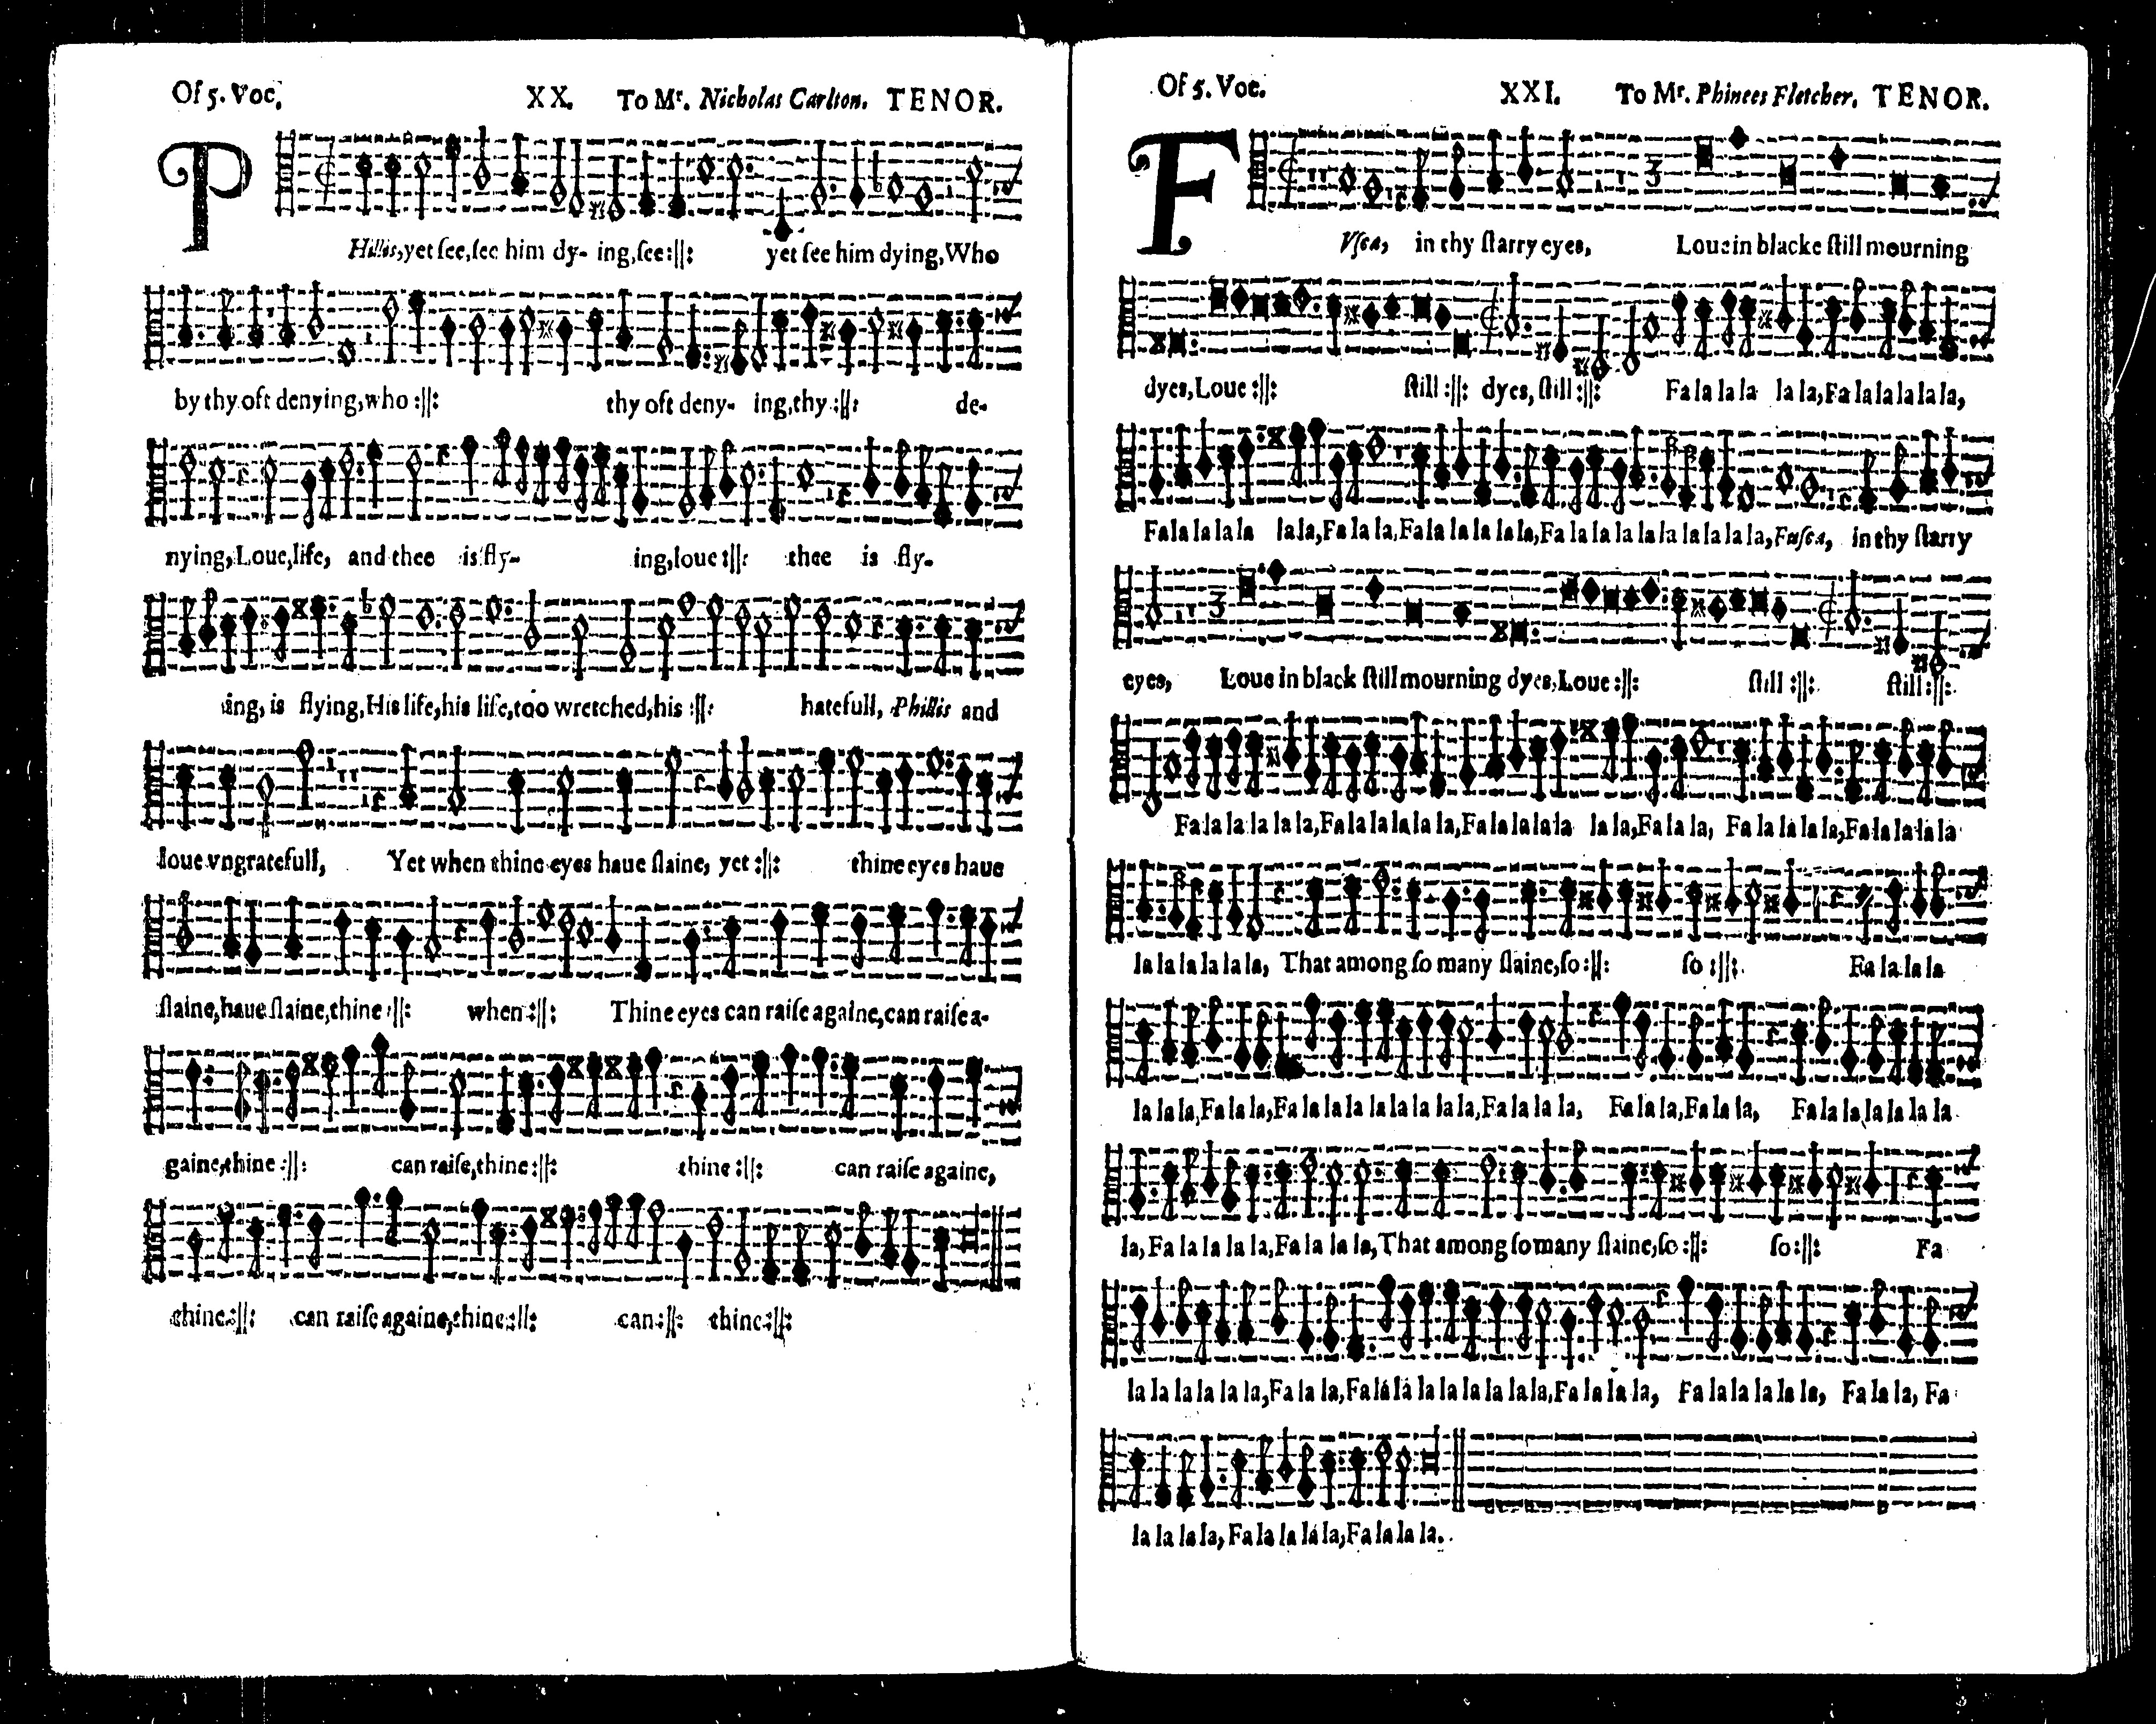 Of 5. Voc. XX. To Mr. Nicholas Carlton. TENOR.
PHillis, yet see, see him dy- ing, see :||: yet see him dying, Who
by thy oft denying, who :||: thy oft deny- ing, thy :||: de-
nying, Loue, life, and thee is fly- ing, loue :||: thee is fly-
ing, is flying, His life, his life, too wretched, his :||: hatefull, Phillis and
loue vngratefull, Yet when thine eyes haue slaine, yet :||: thine eyes haue
slaine, haue slaine, thine :||: when :||: Thine eyes can raise againe, can raise a-
gaine, thine :||: can raise, thine :||: thine :||: can raise againe,
thine :||: can raise againe, thine :||: can :||: thine :||:
Of 5. Voc. XXI. To Mr. Phinees Fletcher. TENOR.
FVsca, in thy starry eyes, Loue in blacke still mourning
dyes, Loue :||: still :||: dyes, still :||: Fa la la la la la, Fa la la la la la,
Fa la la la la la la, Fa la la, Fa la la la la la, Fa la la la la la la la la la, Fusca, in thy starry
eyes, Loue in black still mourning dyes, Loue :||: still :||: still :||:
Fa la la la la la, Fa la la la la la, Fa la la la la la la, Fa la la, Fa la la la la, Fa la la la la
la la la la la la, That among so many slaine, so :||: so :||: Fa la la la
la la la, Fa la la, Fa la la la la la la la la, Fa la la la, Fa la la, Fa la la, Fa la la la la la la
la, Fa la la la la la, Fa la la la, That among so many slaine, so :||: so :||: Fa
la la la la la la, Fa la la, Fa la la la la la la la la, Fa la la la, Fa la la la la la, Fa la la, Fa
la la la la, Fa la la la la, Fa la la la.